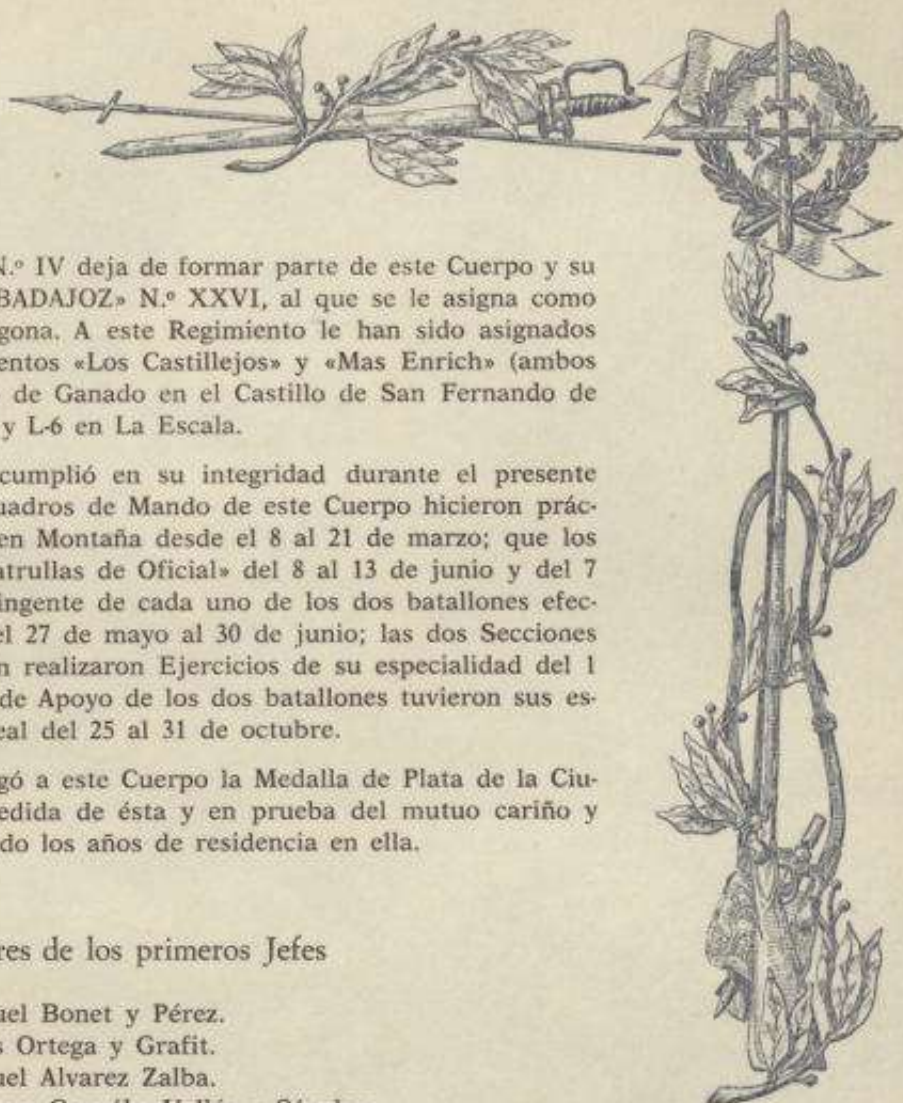 N.º IV deja de formar parte de este Cuerpo y su
BADAJOZ» N.º XXVI, al que se le asigna como
gona. A este Regimiento le han sido asignados
entos «Los Castillejos» y «Mas Enrich» (ambos
de Ganado en el Castillo de San Fernando de
y L-6 en La Escala.
cumplió en su integridad durante el presente
uadros de Mando de este Cuerpo hicieron prác-
en Montaña desde el 8 al 21 de marzo; que los
atrullas de Oficial» del 8 al 13 de junio y del 7
ingente de cada uno de los dos batallones efec-
el 27 de mayo al 30 de junio; las dos Secciones
n realizaron Ejercicios de su especialidad del 1
de Apoyo de los dos batallones tuvieron sus es-
eal del 25 al 31 de octubre.
gó a este Cuerpo la Medalla de Plata de la Ciu-
edida de ésta y en prueba del mutuo cariño y
do los años de residencia en ella.
res de los primeros Jefes
uel Bonet y Pérez.
s Ortega y Grafit.
uel Alvarez Zalba.